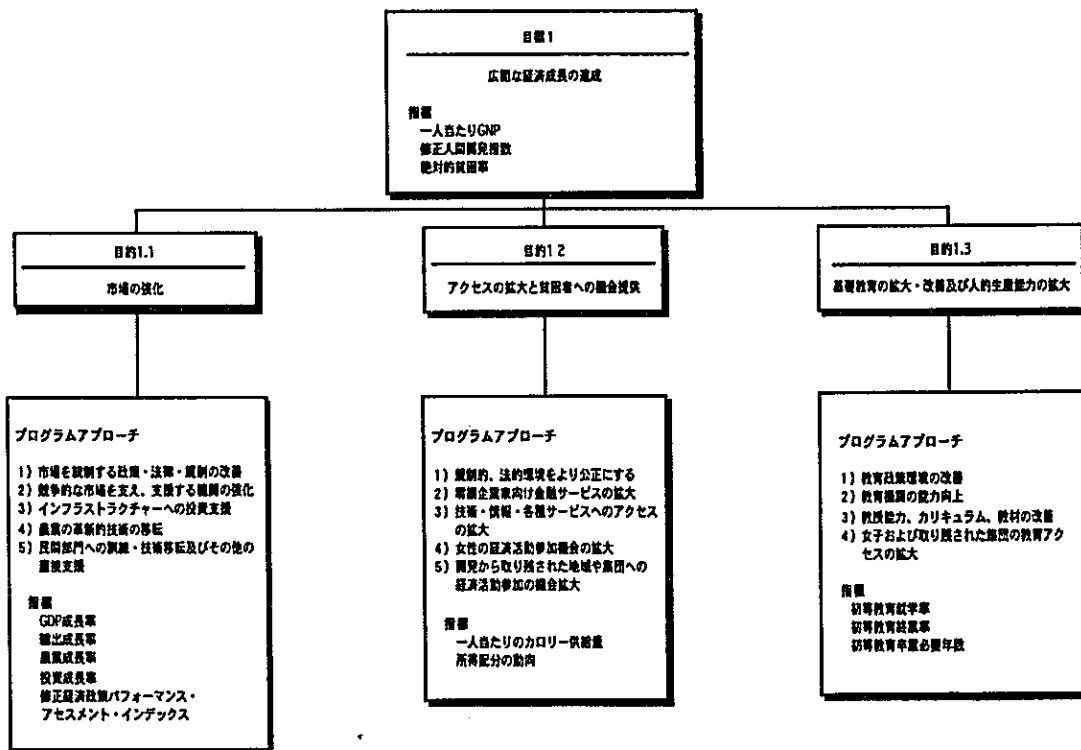 目標1
広範な経済成長の達成
指標
一人当たりGNP
修正人間開発指数
絶対的貧困率
目的1.1
市場の強化
目的1 2
アクセスの拡大と貧困者への機会提供
目的1.3
基礎教育の拡大・改善及び人的生産能力の拡大
プログラムアプローチ
1) 市場を統制する政策・法律・規制の改善
2) 競争的な市場を支え、支援する機関の強化
3) インフラストラクチャーへの投資支援
4) 農業の革新的技術の移転
5) 民間部門への訓練・技術移転及びその他の
直接支援
指標
GDP成長率
輸出成長率
農業成長率
投資成長率
修正経済政策パフォーマンス・
アセスメント・インデックス
プログラムアプローチ
1) 規制的、法的環境をより公正にする
2) 零細企業家向け金融サービスの拡大
3) 技術・情報・各種サービスへのアクセス
の拡大
4) 女性の経済活動参加機会の拡大
5) 開発から取り残された地域や集団への
経済活動参加の機会拡大
指標
一人当たりのカロリー供給量
所得配分の動向
プログラムアプローチ
1) 教育政策環境の改善
2) 教育機関の能力向上
3) 教授能力、カリキュラム、教材の改善
4) 女子および取り残された集団の教育アク
セスの拡大
指標
初等教育就学率
初等教育終業率
初等教育卒業必要年数